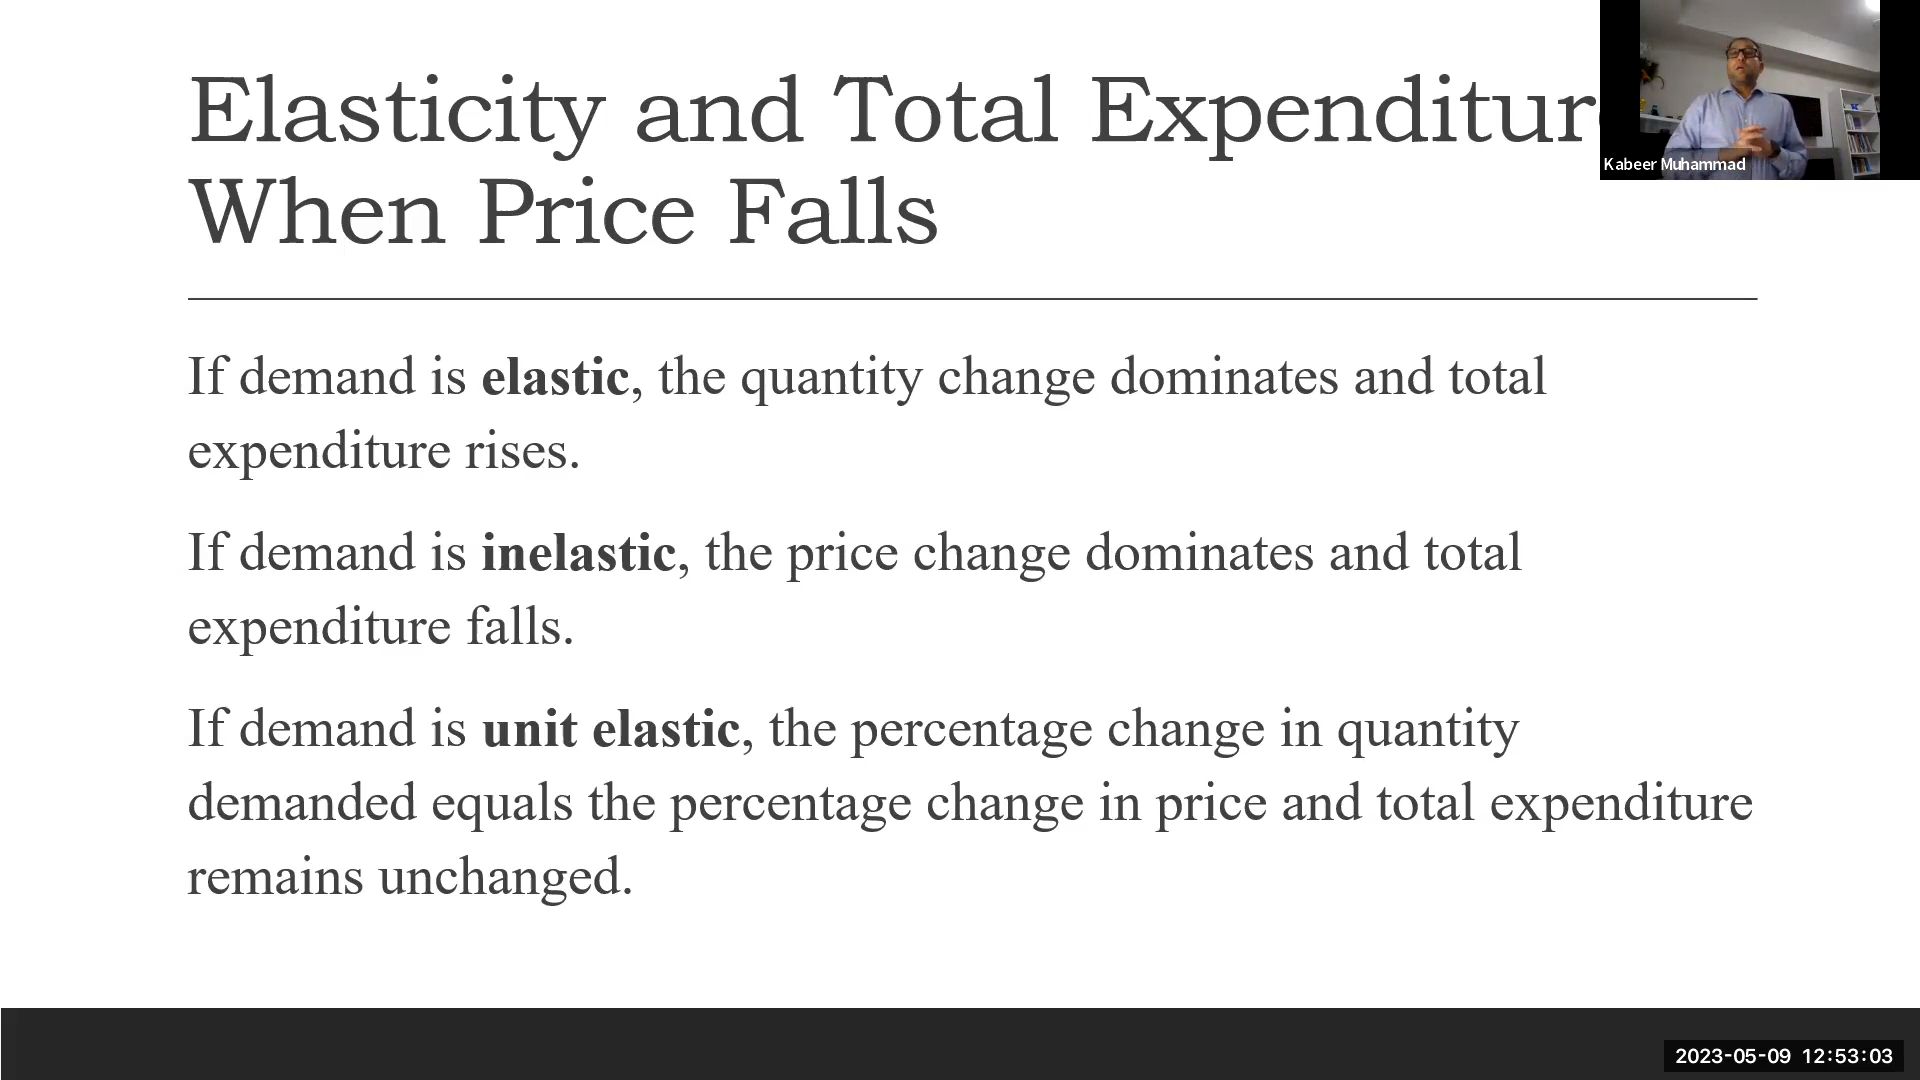 Elasticity and Total Expenditur
When Price Falls
Kabeer Muhammad
If demand is elastic, the quantity change dominates and total
expenditure rises.
If demand is inelastic, the price change dominates and total
expenditure falls.
If demand is unit elastic, the percentage change in quantity
demanded equals the percentage change in price and total expenditure
remains unchanged.
2023-05-09 12:53:03